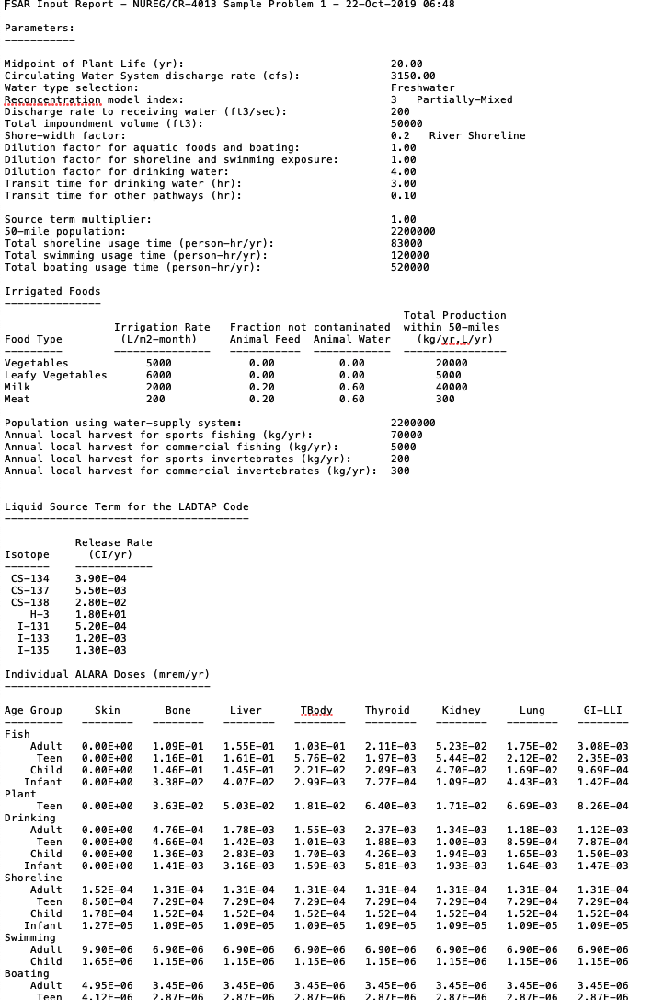 FSAR Input Report - NUREG/CR-4013 Sample Problem 1 - 22-Oct-2019 06:48
Parameters:
-----------
Midpoint of Plant Life (yr): 20.00
Circulating Water System discharge rate (cfs): 3150.00
Water type selection: Freshwater
Reconcentration model index: 3 Partially-Mixed
Discharge rate to receiving water (ft3/sec): 200
Total impoundment volume (ft3): 50000
Shore-width factor: 0.2 River Shoreline
Dilution factor for aquatic foods and boating: 1.00
Dilution factor for shoreline and swimming exposure: 1.00
Dilution factor for drinking water: 4.00
Transit time for drinking water (hr): 3.00
Transit time for other pathways (hr): 0.10
Source term multiplier: 1.00
50-mile population: 2200000
Total shoreline usage time (person-hr/yr): 83000
Total swimming usage time (person-hr/yr): 120000
Total boating usage time (person-hr/yr): 520000
Irrigated Foods
---------------
Total Production
Irrigation Rate Fraction not contaminated within 50-miles
Food Type (L/m2-month) Animal Feed Animal Water (kg/yr,L/yr)
--------- --------------- ----------- ------------ ----------------
Vegetables 5000 0.00 0.00 20000
Leafy Vegetables 6000 0.00 0.00 5000
Milk 2000 0.20 0.60 40000
Meat 200 0.20 0.60 300
Population using water-supply system: 2200000
Annual local harvest for sports fishing (kg/yr): 70000
Annual local harvest for commercial fishing (kg/yr): 5000
Annual local harvest for sports invertebrates (kg/yr): 200
Annual local harvest for commercial invertebrates (kg/yr): 300
Liquid Source Term for the LADTAP Code
--------------------------------------
Release Rate
Isotope (CI/yr)
------- ------------
CS-134 3.90E-04
CS-137 5.50E-03
CS-138 2.80E-02
H-3 1.80E+01
I-131 5.20E-04
I-133 1.20E-03
I-135 1.30E-03
Individual ALARA Doses (mrem/yr)
--------------------------------
Age Group Skin Bone Liver TBody Thyroid Kidney Lung GI-LLI
--------- -------- -------- -------- -------- -------- -------- -------- --------
Fish
Adult 0.00E+00 1.09E-01 1.55E-01 1.03E-01 2.11E-03 5.23E-02 1.75E-02 3.08E-03
Teen 0.00E+00 1.16E-01 1.61E-01 5.76E-02 1.97E-03 5.44E-02 2.12E-02 2.35E-03
Child 0.00E+00 1.46E-01 1.45E-01 2.21E-02 2.09E-03 4.70E-02 1.69E-02 9.69E-04
Infant 0.00E+00 3.38E-02 4.07E-02 2.99E-03 7.27E-04 1.09E-02 4.43E-03 1.42E-04
Plant
Teen 0.00E+00 3.63E-02 5.03E-02 1.81E-02 6.40E-03 1.71E-02 6.69E-03 8.26E-04
Drinking
Adult 0.00E+00 4.76E-04 1.78E-03 1.55E-03 2.37E-03 1.34E-03 1.18E-03 1.12E-03
Teen 0.00E+00 4.66E-04 1.42E-03 1.01E-03 1.88E-03 1.00E-03 8.59E-04 7.87E-04
Child 0.00E+00 1.36E-03 2.83E-03 1.70E-03 4.26E-03 1.94E-03 1.65E-03 1.50E-03
Infant 0.00E+00 1.41E-03 3.16E-03 1.59E-03 5.81E-03 1.93E-03 1.64E-03 1.47E-03
Shoreline
Adult 1.52E-04 1.31E-04 1.31E-04 1.31E-04 1.31E-04 1.31E-04 1.31E-04 1.31E-04
Teen 8.50E-04 7.29E-04 7.29E-04 7.29E-04 7.29E-04 7.29E-04 7.29E-04 7.29E-04
Child 1.78E-04 1.52E-04 1.52E-04 1.52E-04 1.52E-04 1.52E-04 1.52E-04 1.52E-04
Infant 1.27E-05 1.09E-05 1.09E-05 1.09E-05 1.09E-05 1.09E-05 1.09E-05 1.09E-05
Swimming
Adult 9.90E-06 6.90E-06 6.90E-06 6.90E-06 6.90E-06 6.90E-06 6.90E-06 6.90E-06
Child 1.65E-06 1.15E-06 1.15E-06 1.15E-06 1.15E-06 1.15E-06 1.15E-06 1.15E-06
Boating
Adult 4.95E-06 3.45E-06 3.45E-06 3.45E-06 3.45E-06 3.45E-06 3.45E-06 3.45E-06
Teen 4.12E-06 2.87E-06 2.87E-06 2.87E-06 2.87E-06 2.87E-06 2.87E-06 2.87E-06